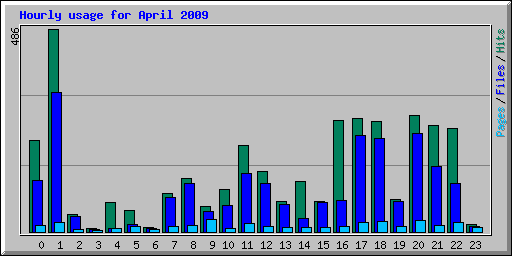 Hourly usage for April 2009
486
Pages / Files / Hits
0 1 2 3 4 5 6 7 8 9 10 11 12 13 14 15 16 17 18 19 20 21 22 23